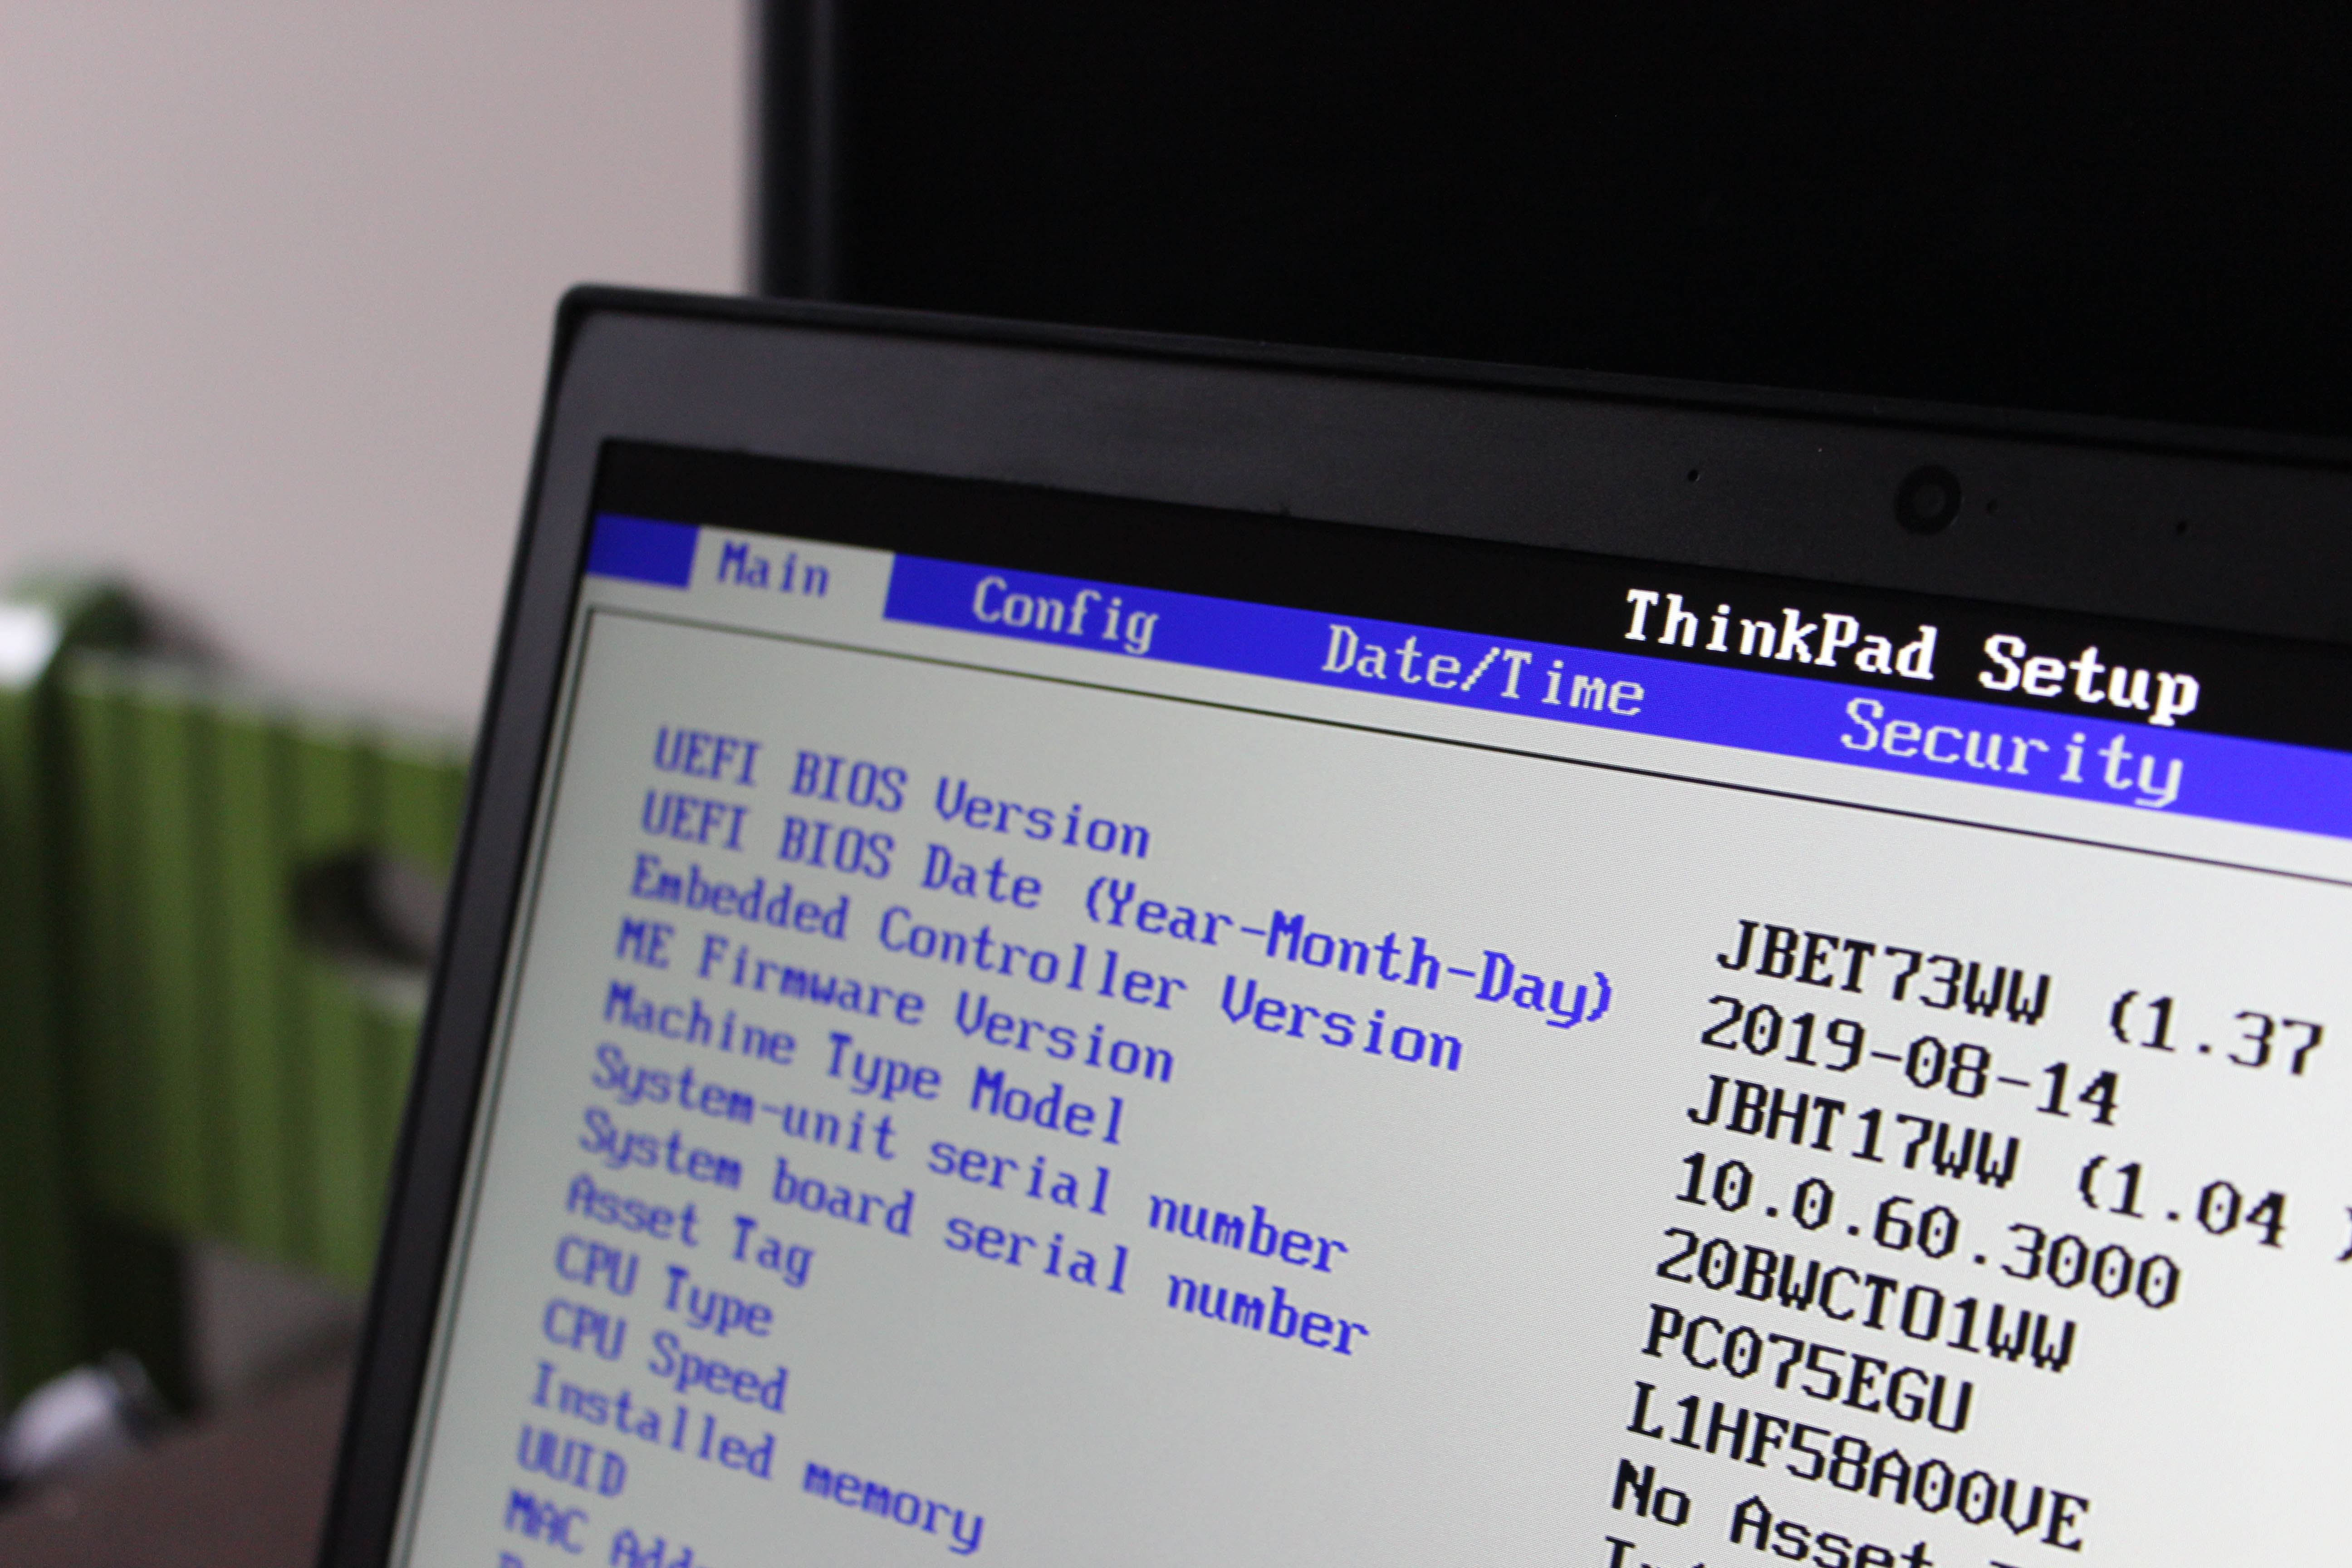 ThinkPad Setup
Main Config Date/Time Security
UEFI BIOS Version JBET73WW (1.37
UEFI BIOS Date (Year-Month-Day) 2019-08-14
Embedded Controller Version JBHT17WW (1.04 )
ME Firmware Version 10.0.60.3000
Machine Type Model 20BWCTO1WW
System-unit serial number PC075EGU
System board serial number L1HF58A00VE
Asset Tag No Asset
CPU Type
CPU Speed
Installed memory
UUID
MAC